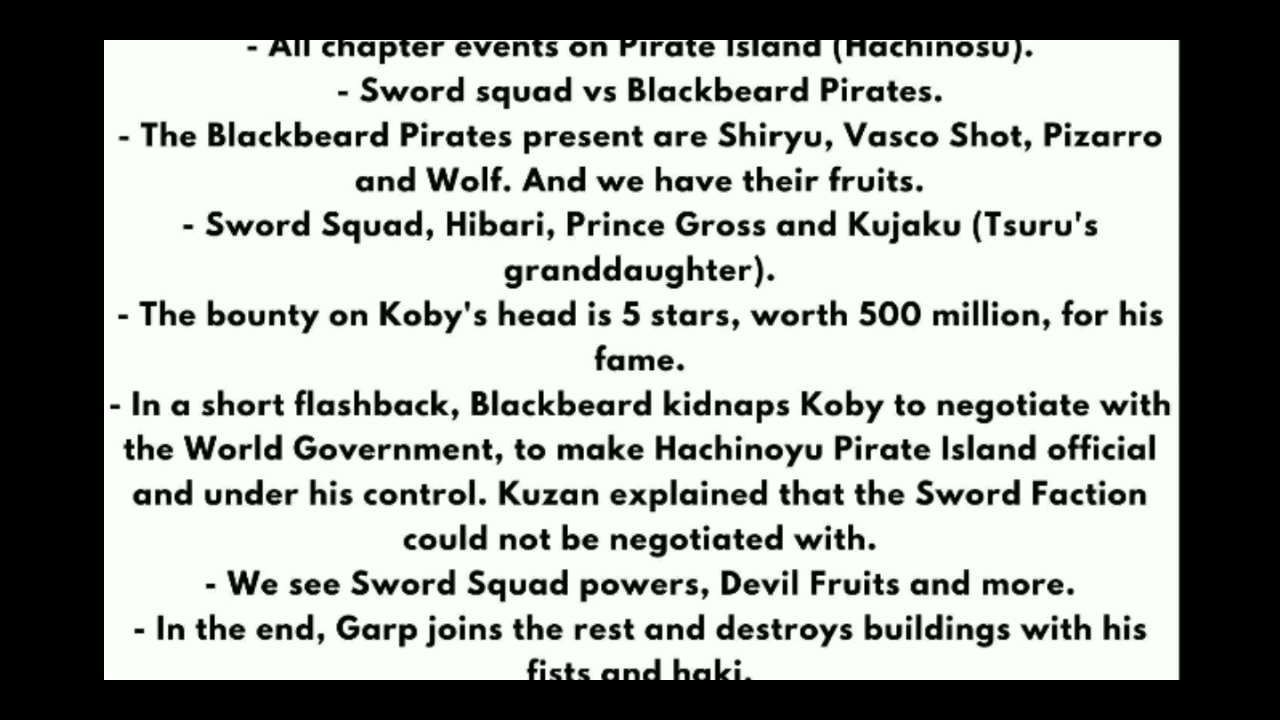 - All chapter events on Pirate Island (Hachinosu).
- Sword squad vs Blackbeard Pirates.
- The Blackbeard Pirates present are Shiryu, Vasco Shot, Pizarro
and Wolf. And we have their fruits.
- Sword Squad, Hibari, Prince Gross and Kujaku (Tsuru's
granddaughter).
- The bounty on Koby's head is 5 stars, worth 500 million, for his
fame.
- In a short flashback, Blackbeard kidnaps Koby to negotiate with
the World Government, to make Hachinoyu Pirate Island official
and under his control. Kuzan explained that the Sword Faction
could not be negotiated with.
- We see Sword Squad powers, Devil Fruits and more.
- In the end, Garp joins the rest and destroys buildings with his
fists and haki.